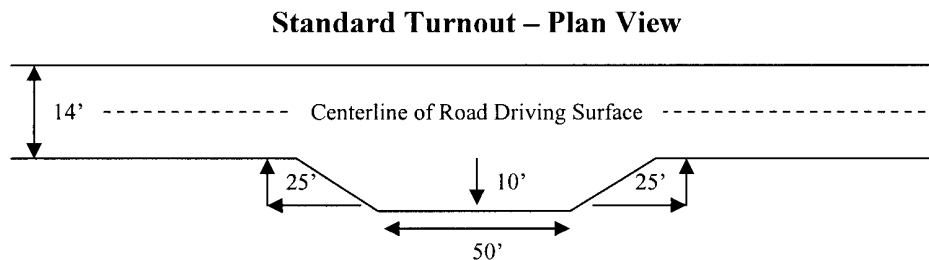 Standard Turnout – Plan View
14’
Centerline of Road Driving Surface
25’
10’
25’
50’